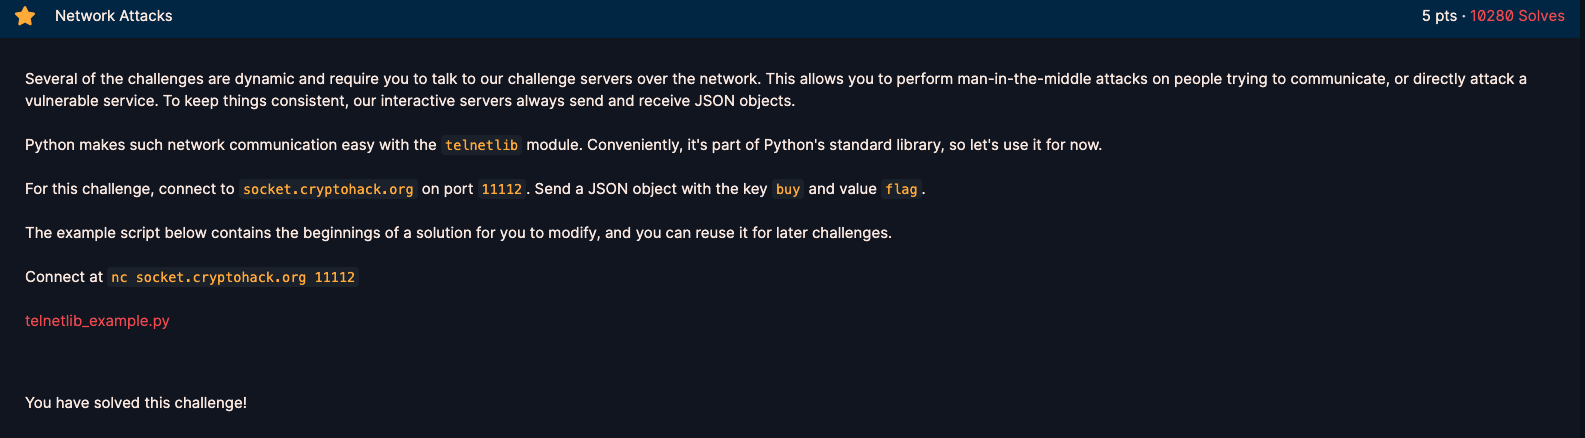 Network Attacks 5 pts · 10280 Solves
Several of the challenges are dynamic and require you to talk to our challenge servers over the network. This allows you to perform man-in-the-middle attacks on people trying to communicate, or directly attack a
vulnerable service. To keep things consistent, our interactive servers always send and receive JSON objects.
Python makes such network communication easy with the telnetlib module. Conveniently, it's part of Python's standard library, so let's use it for now.
For this challenge, connect to socket.cryptohack.org on port 11112. Send a JSON object with the key buy and value flag.
The example script below contains the beginnings of a solution for you to modify, and you can reuse it for later challenges.
Connect at nc socket.cryptohack.org 11112
telnetlib_example.py
You have solved this challenge!